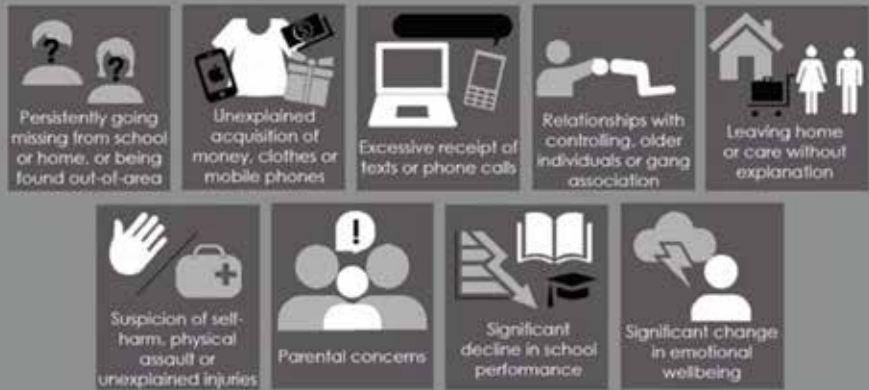 Persistently going
missing from school
or home, or being
found out-of-area
Unexplained
acquisition of
money, clothes or
mobile phones
Excessive receipt of
texts or phone calls
Relationships with
controlling, older
individuals or gang
association
Leaving home
or care without
explanation
Suspicion of self-
harm, physical
assault or
unexplained injuries
Parental concerns
Significant
decline in school
performance
Significant change
in emotional
wellbeing